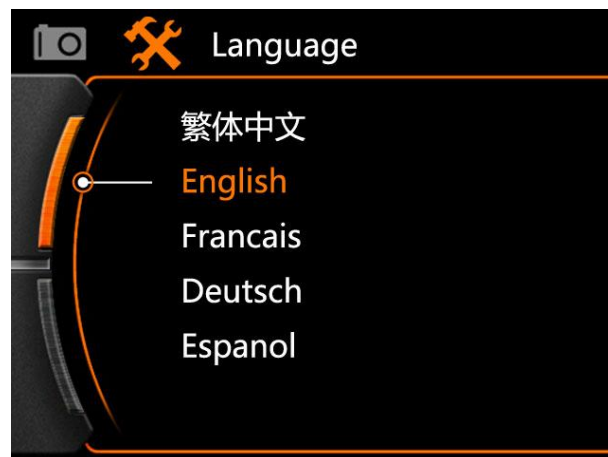 Language
繁体中文
English
Francais
Deutsch
Espanol